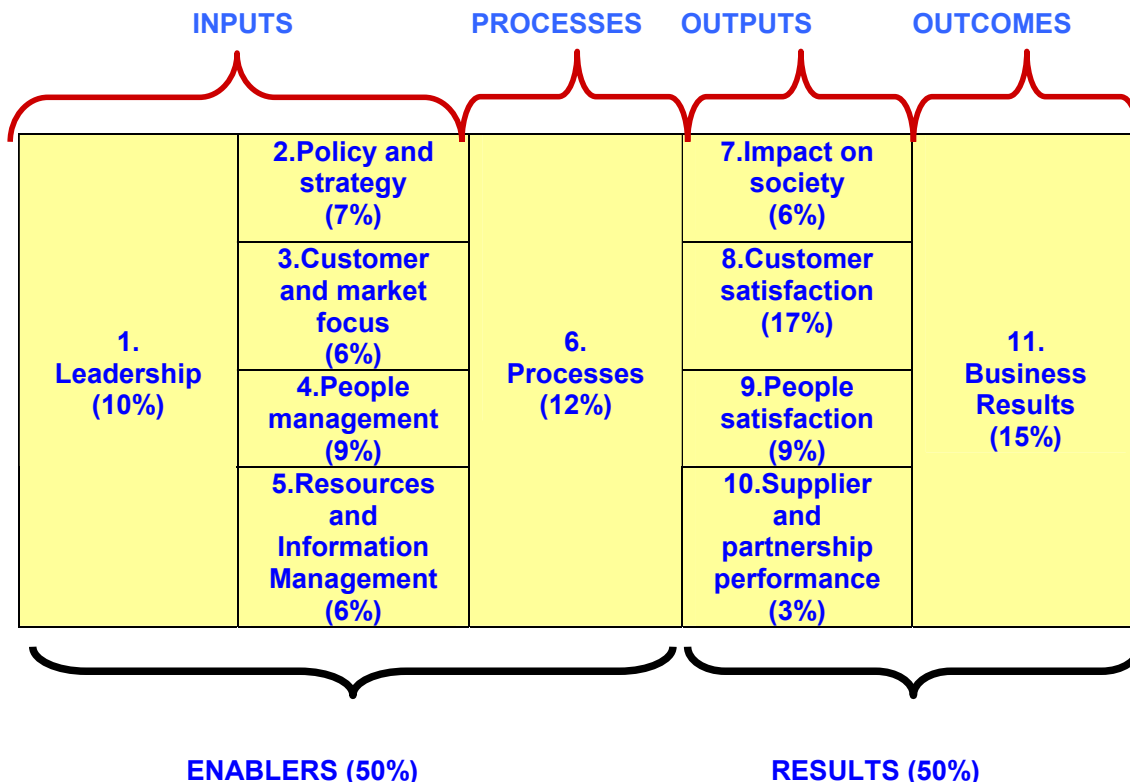 INPUTS PROCESSES OUTPUTS OUTCOMES
1.
Leadership
(10%)
2.Policy and
strategy
(7%)
3.Customer
and market
focus
(6%)
4.People
management
(9%)
5.Resources
and
Information
Management
(6%)
6.
Processes
(12%)
7.Impact on
society
(6%)
8.Customer
satisfaction
(17%)
9.People
satisfaction
(9%)
10.Supplier
and
partnership
performance
(3%)
11.
Business
Results
(15%)
ENABLERS (50%) RESULTS (50%)